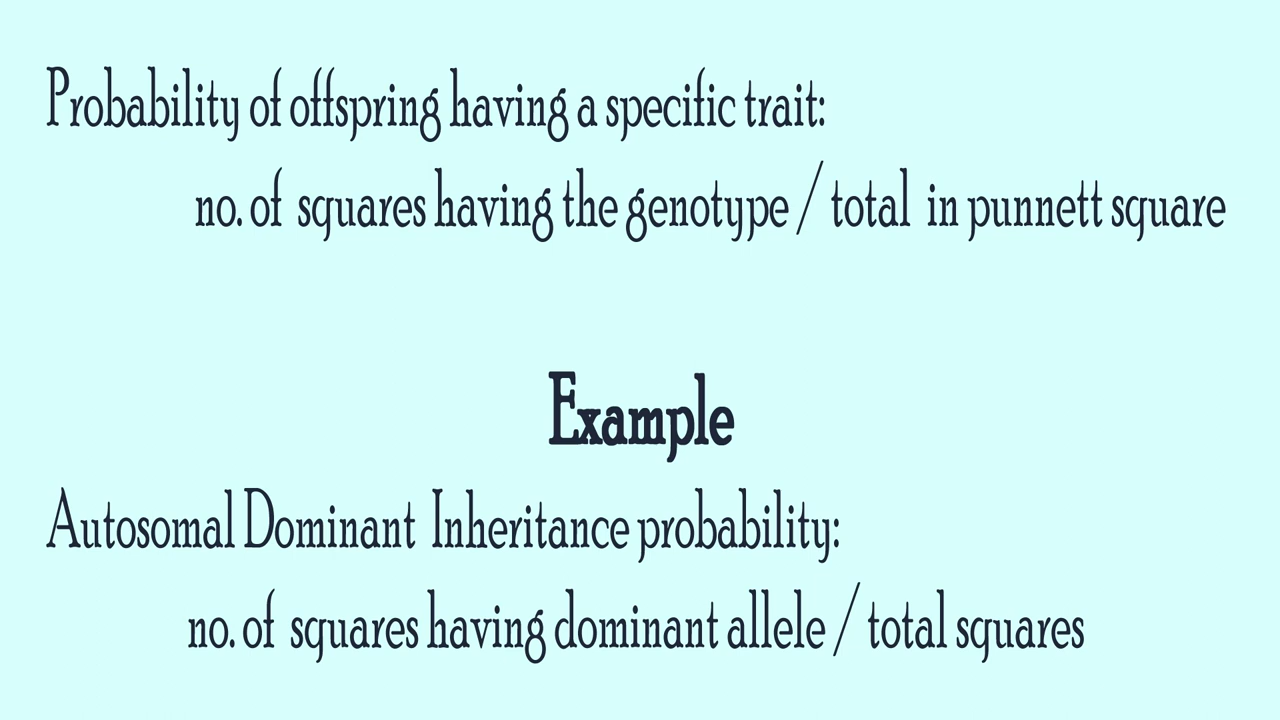 Probability of offspring having a specific trait:
no. of squares having the genotype / total in punnett square
Example
Autosomal Dominant Inheritance probability:
no. of squares having dominant allele / total squares